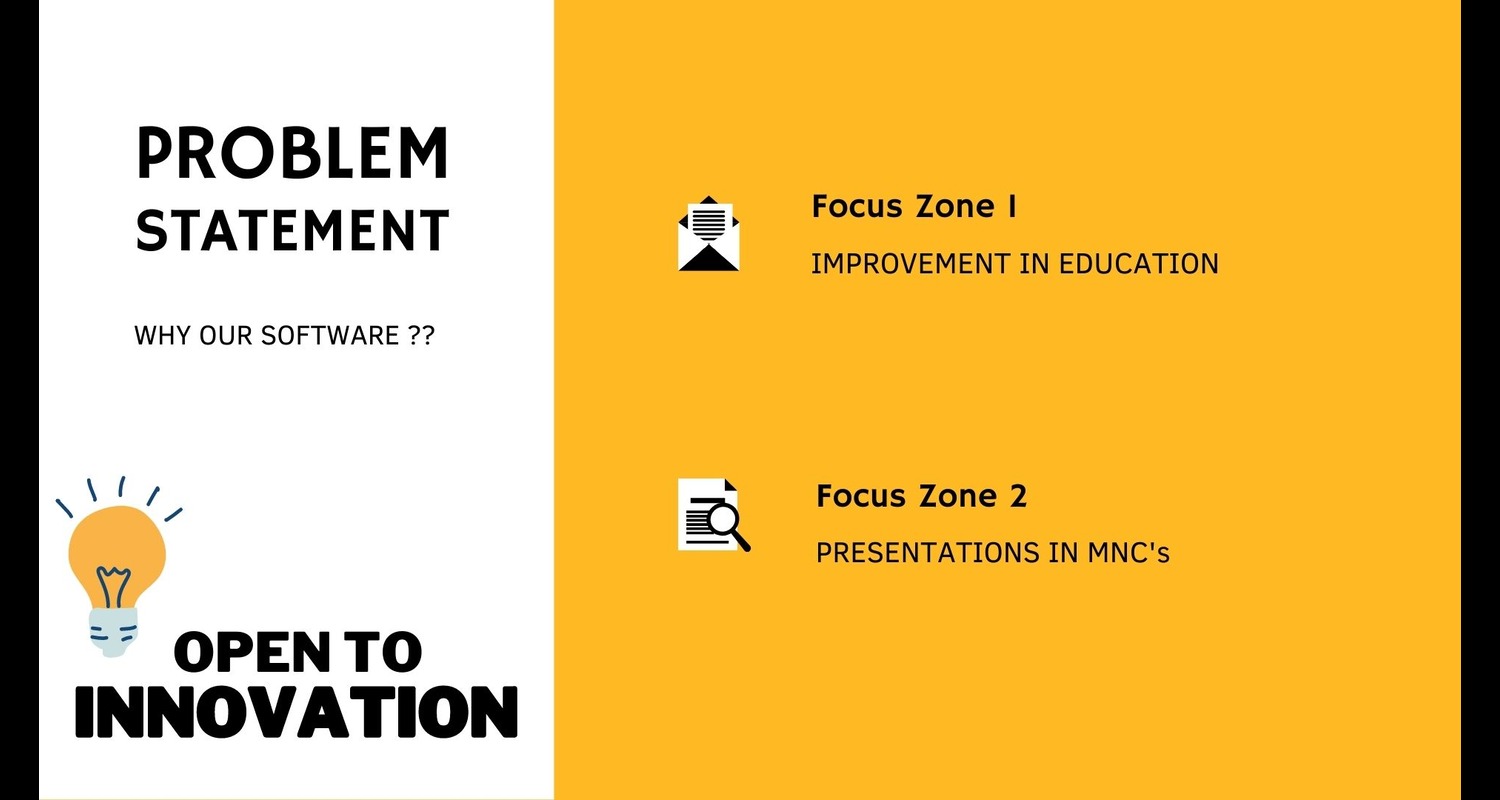 PROBLEM
STATEMENT
WHY OUR SOFTWARE ??
OPEN TO
INNOVATION
Focus Zone 1
IMPROVEMENT IN EDUCATION
Focus Zone 2
PRESENTATIONS IN MNC's